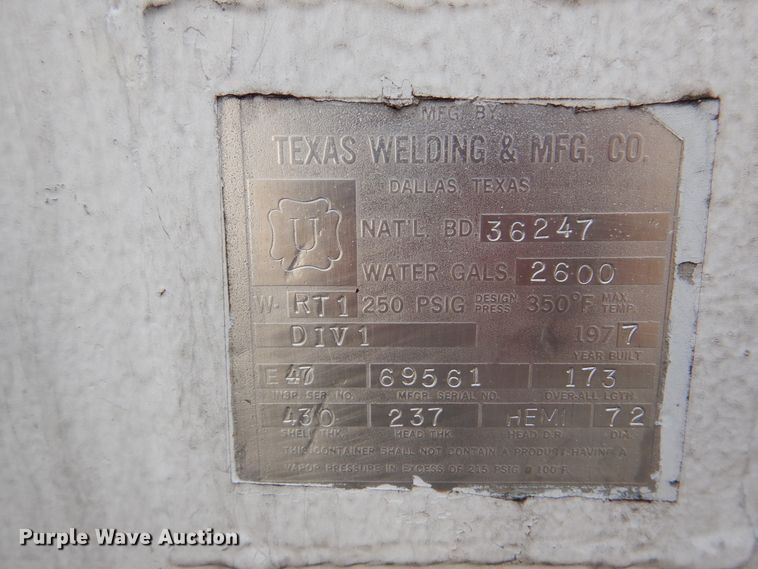 MFG BY
TEXAS WELDING & MFG. CO.
DALLAS, TEXAS
U
NAT'L. BD. 36247
WATER GALS. 2600
W- RT1 250 PSIG DESIGN PRESS 350°F MAX. TEMP.
DIV1 1977
YEAR BUILT
E 47 69561 173
INSP. SER. NO. MFGR. SERIAL NO. OVER-ALL LGTH.
430 237 HEMI 72
SHELL THK. HEAD THK. HEAD D.R. DIA.
THIS CONTAINER SHALL NOT CONTAIN A PRODUCT HAVING A
VAPOR PRESSURE IN EXCESS OF 215 PSIG @ 100°F.
Purple Wave Auction